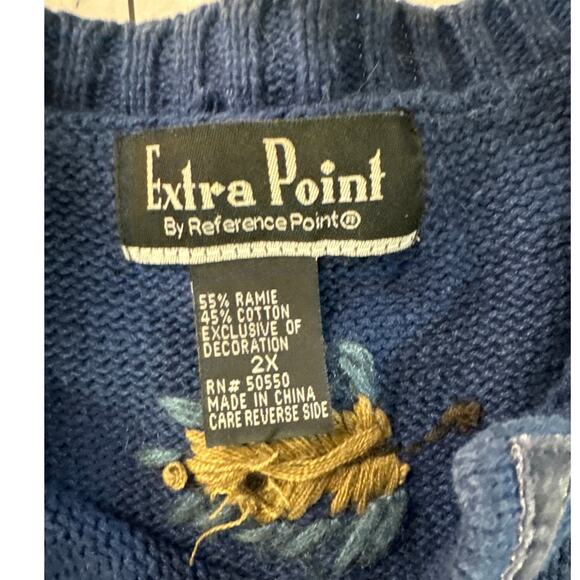 Extra Point
By Reference Point®
55% RAMIE
45% COTTON
EXCLUSIVE OF
DECORATION
2X
RN# 50550
MADE IN CHINA
CARE REVERSE SIDE